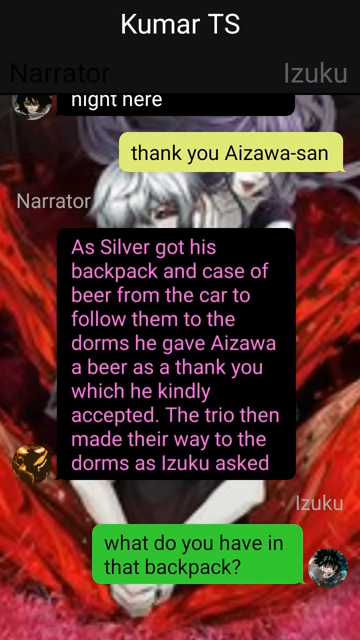 Kumar TS
Narrator
Izuku
night here
thank you Aizawa-san
Narrator
As Silver got his
backpack and case of
beer from the car to
follow them to the
dorms he gave Aizawa
a beer as a thank you
which he kindly
accepted. The trio then
made their way to the
dorms as Izuku asked
Izuku
what do you have in
that backpack?